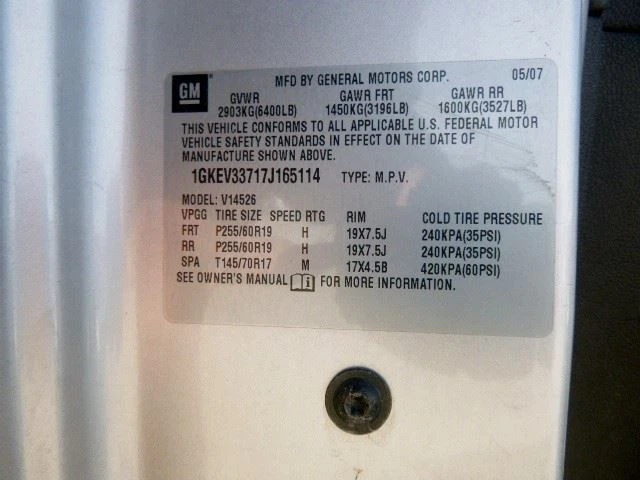 GM
MFD BY GENERAL MOTORS CORP. 05/07
GVWR GAWR FRT GAWR RR
2903KG(6400LB) 1450KG(3196LB) 1600KG(3527LB)
THIS VEHICLE CONFORMS TO ALL APPLICABLE U.S. FEDERAL MOTOR
VEHICLE SAFETY STANDARDS IN EFFECT ON THE DATE OF
MANUFACTURE SHOWN ABOVE.
1GKEV33717J165114 TYPE: M.P.V.
MODEL: V14526
VPGG TIRE SIZE SPEED RTG RIM COLD TIRE PRESSURE
FRT P255/60R19 H 19X7.5J 240KPA(35PSI)
RR P255/60R19 H 19X7.5J 240KPA(35PSI)
SPA T145/70R17 M 17X4.5B 420KPA(60PSI)
SEE OWNER'S MANUAL FOR MORE INFORMATION.